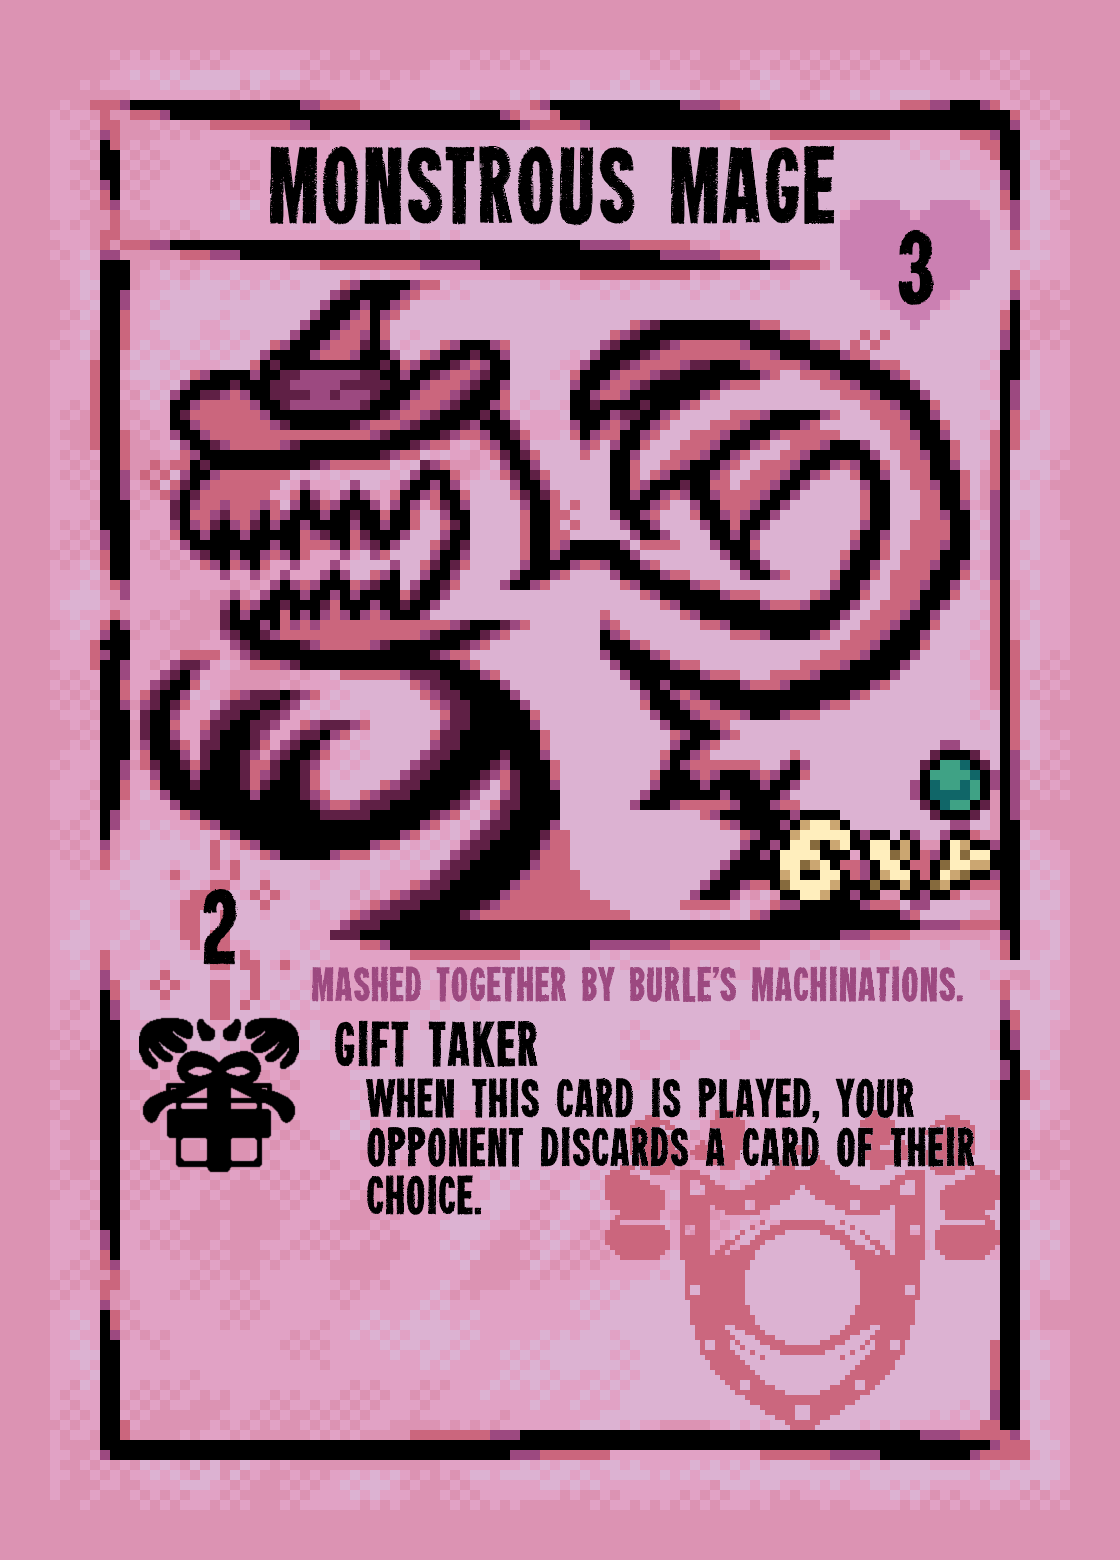 MONSTROUS MAGE
3
2
MASHED TOGETHER BY BURLE'S MACHINATIONS.
GIFT TAKER
WHEN THIS CARD IS PLAYED, YOUR
OPPONENT DISCARDS A CARD OF THEIR
CHOICE.